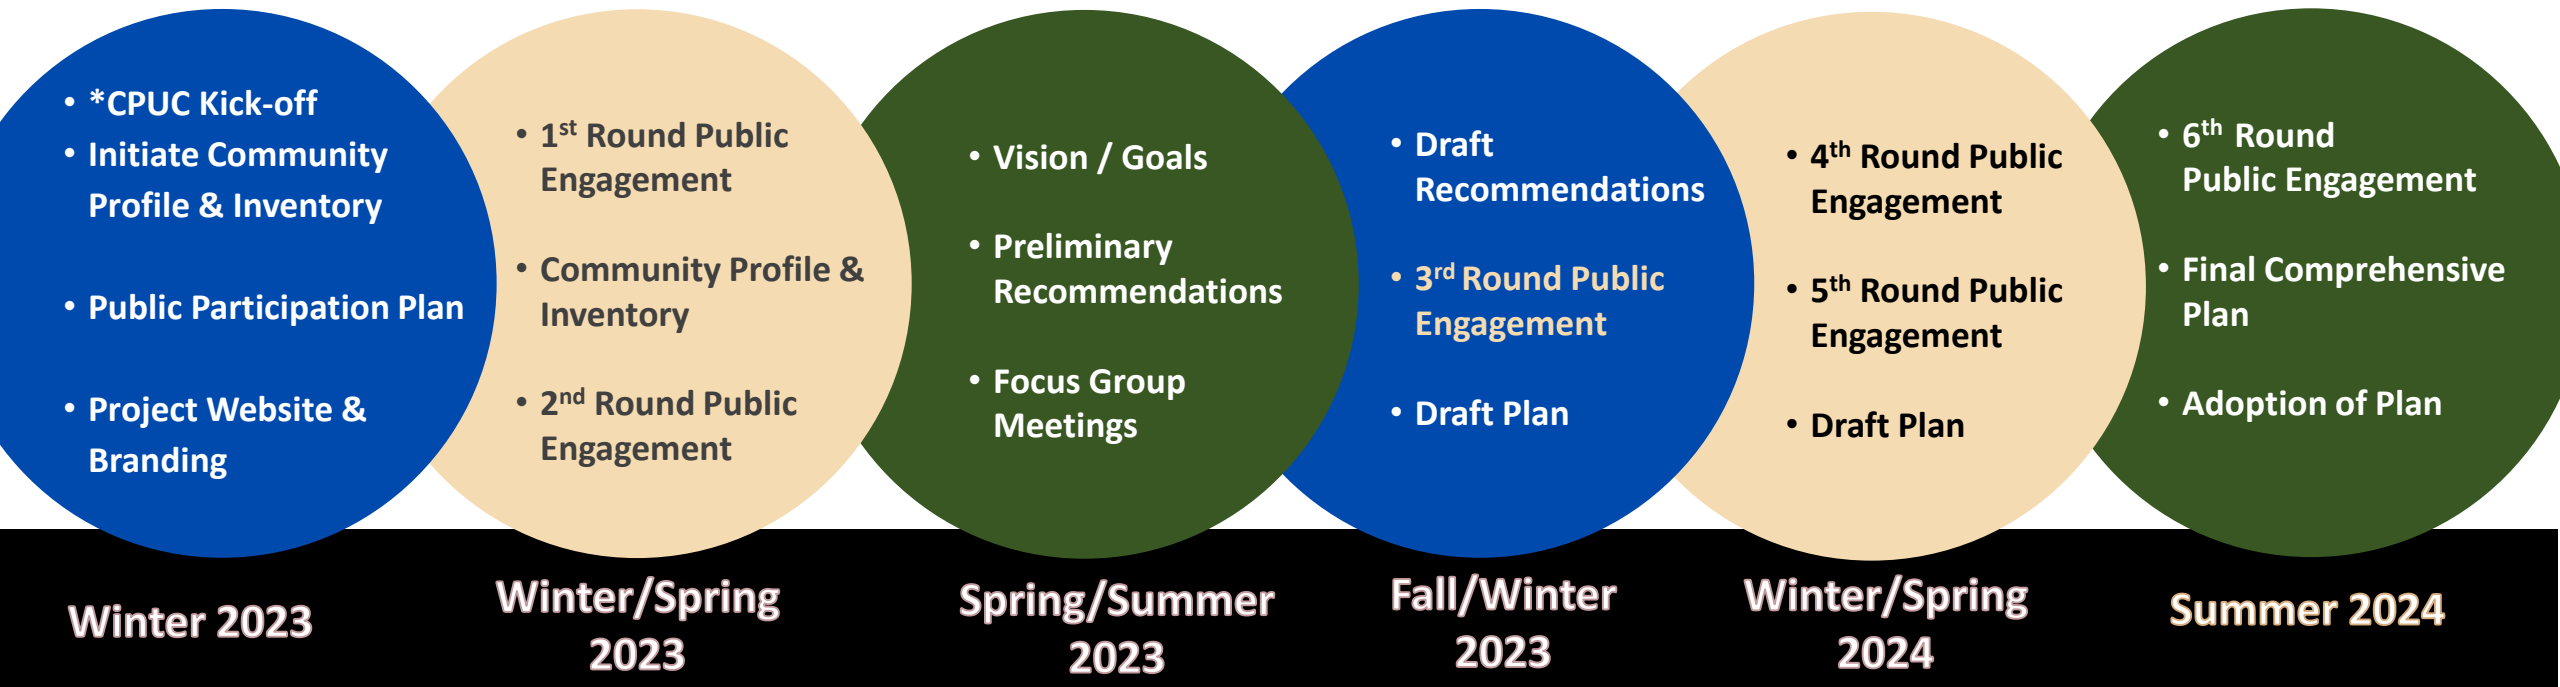 • *CPUC Kick-off
• Initiate Community
Profile & Inventory
• Public Participation Plan
• Project Website &
Branding
Winter 2023
• 1st Round Public
Engagement
• Community Profile &
Inventory
• 2nd Round Public
Engagement
Winter/Spring
2023
• Vision / Goals
• Preliminary
Recommendations
• Focus Group
Meetings
Spring/Summer
2023
• Draft
Recommendations
• 3rd Round Public
Engagement
• Draft Plan
Fall/Winter
2023
• 4th Round Public
Engagement
• 5th Round Public
Engagement
• Draft Plan
Winter/Spring
2024
• 6th Round
Public Engagement
• Final Comprehensive
Plan
• Adoption of Plan
Summer 2024